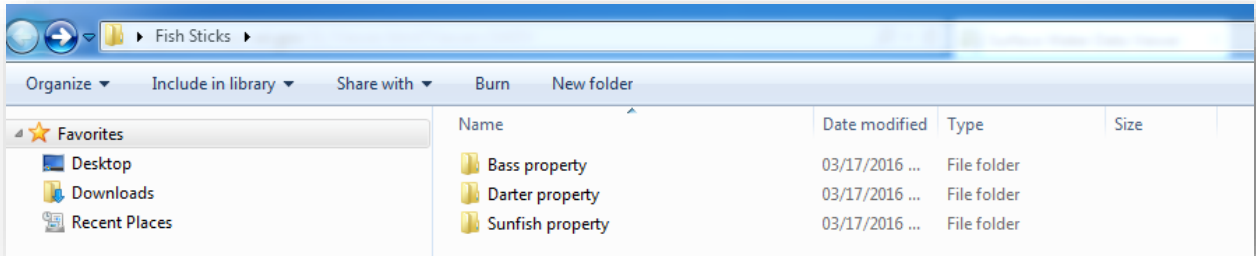 Fish Sticks
Organize Include in library Share with Burn New folder
Favorites
Desktop
Downloads
Recent Places
Name Date modified Type Size
Bass property 03/17/2016 ... File folder
Darter property 03/17/2016 ... File folder
Sunfish property 03/17/2016 ... File folder